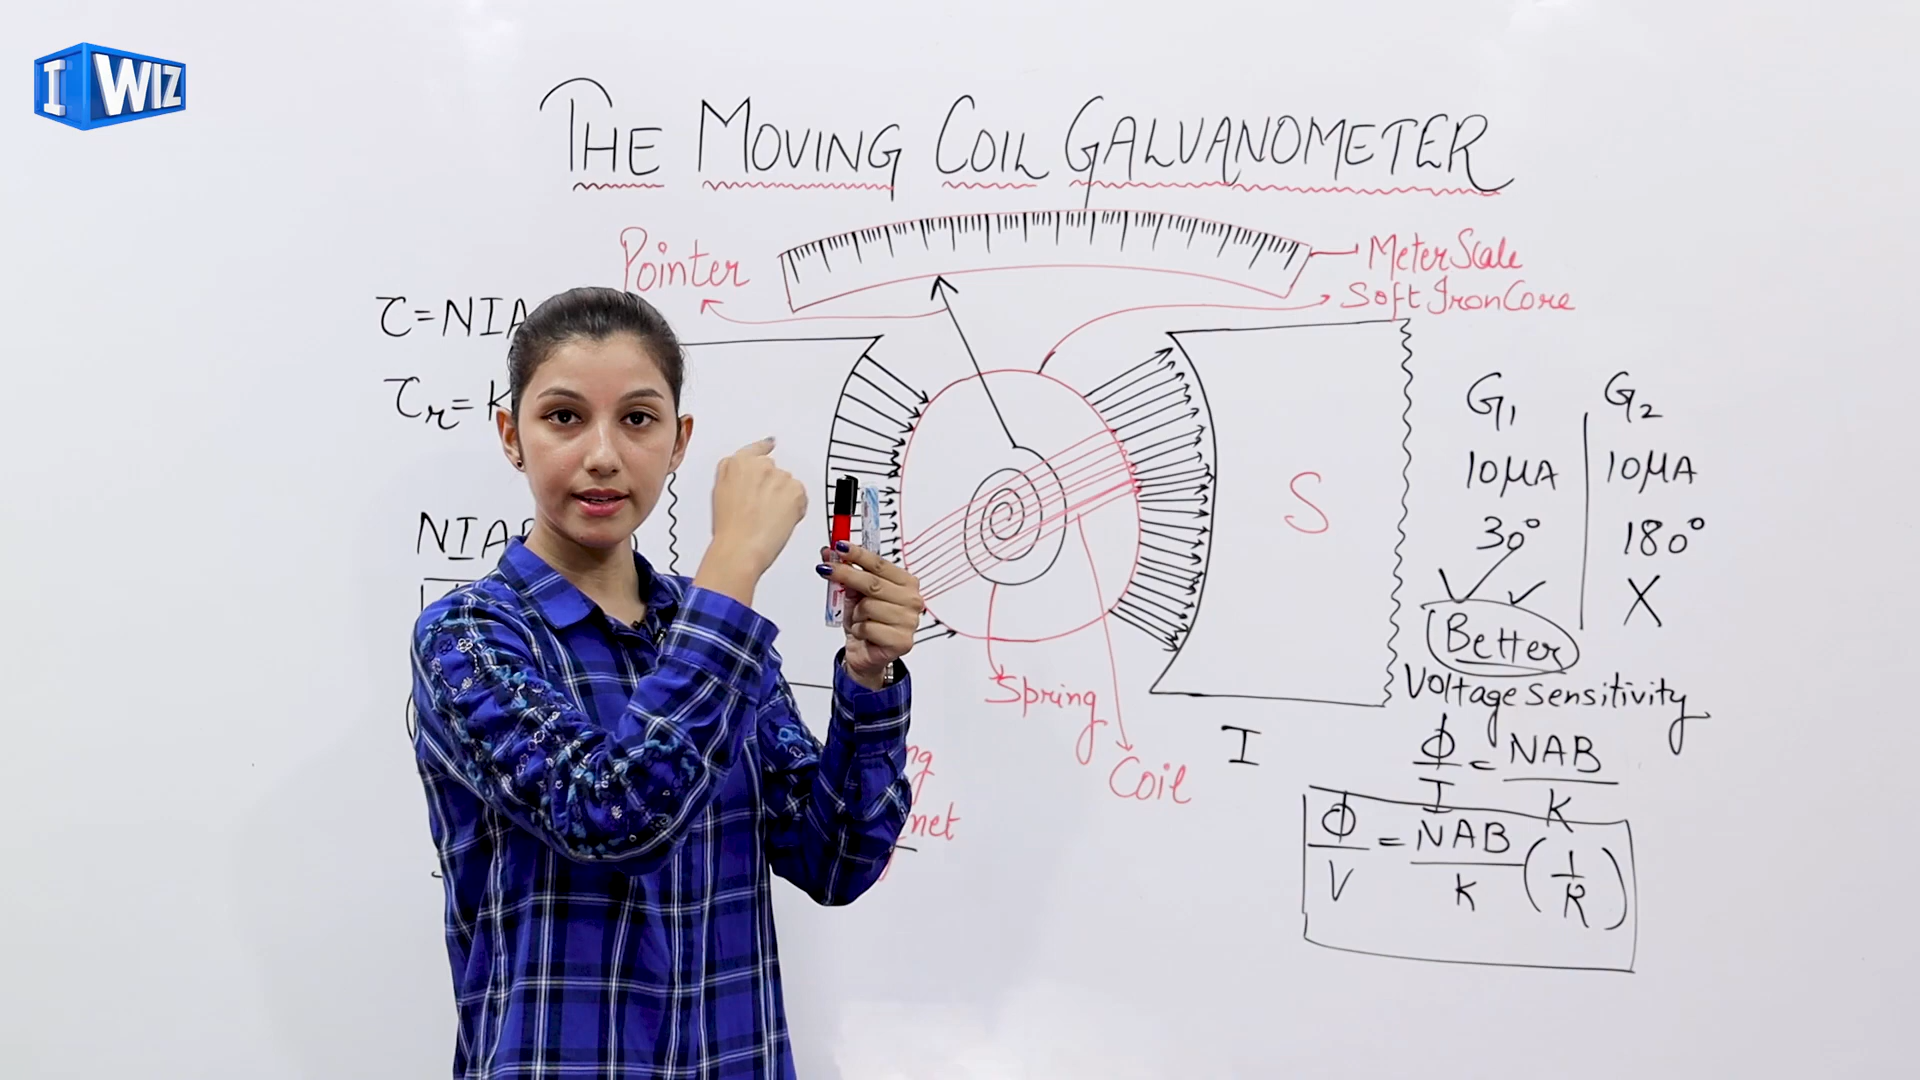 I WIZ
THE MOVING COIL GALVANOMETER
Pointer
Meter Scale
Soft Iron Core
τ=NIA
τr= K
NIA
S
G1 G2
10μA 10μA
30° 180°
✓ ✓ X
Better
Voltage Sensitivity
Spring
Coil
I
ϕ/I = NAB/K
ϕ/V = NAB/K (1/R)